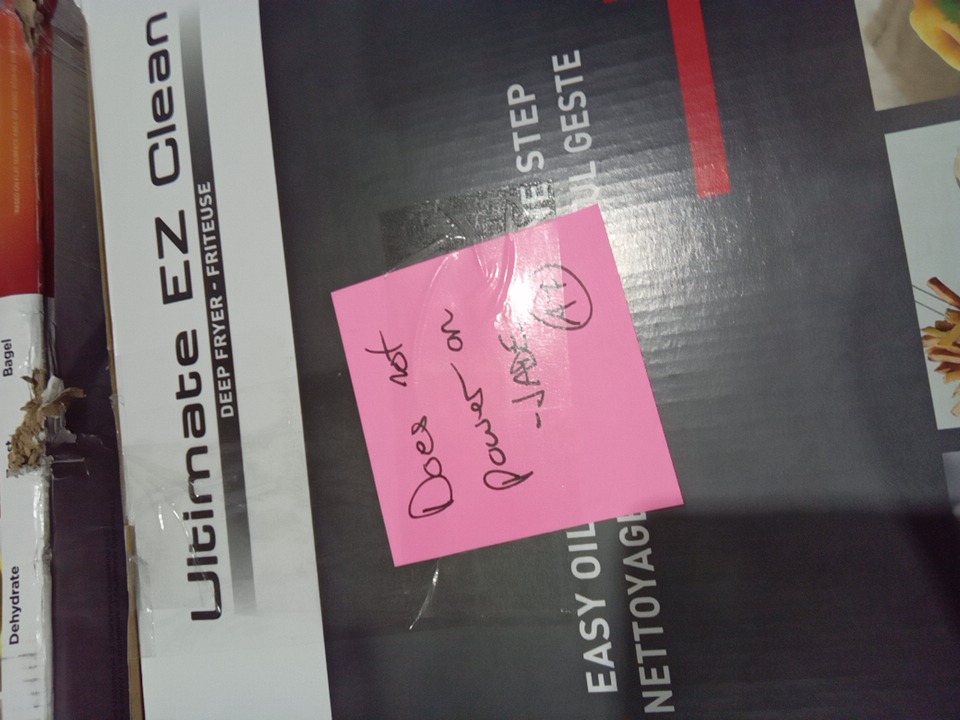 Ultimate EZ Clean
DEEP FRYER - FRITEUSE
Does not
Power on
-JADE
EASY OIL
STEP
NETTOYAGE
UL GESTE
Bagel
Dehydrate